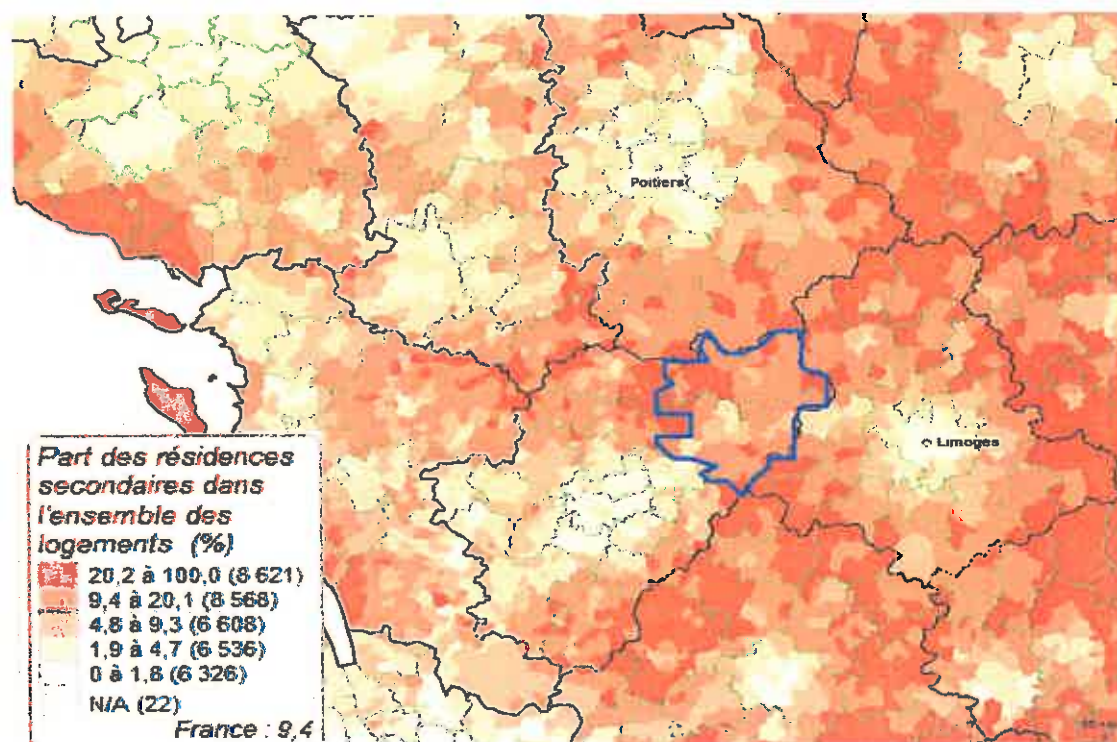 Poitiers
Limoges
Part des résidences
secondaires dans
l'ensemble des
logements (%)
20,2 à 100,0 (8 621)
9,4 à 20,1 (8 568)
4,8 à 9,3 (6 608)
1,9 à 4,7 (6 536)
0 à 1,8 (6 326)
N/A (22)
France : 9,4